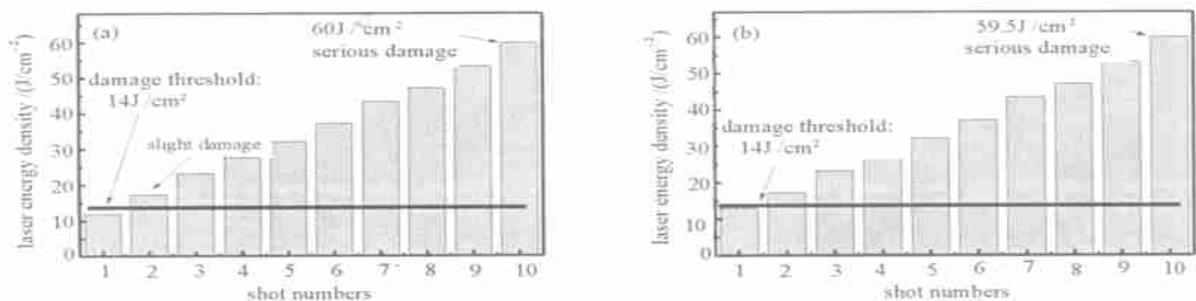 (a)
60J /cm²
serious damage
damage threshold:
14J /cm²
slight damage
laser energy density /(J/cm⁻²)
60
50
40
30
20
10
0
1 2 3 4 5 6 7 8 9 10
shot numbers
(b)
59.5J /cm²
serious damage
damage threshold:
14J /cm²
laser energy density /(J/cm⁻²)
60
50
40
30
20
10
0
1 2 3 4 5 6 7 8 9 10
shot numbers